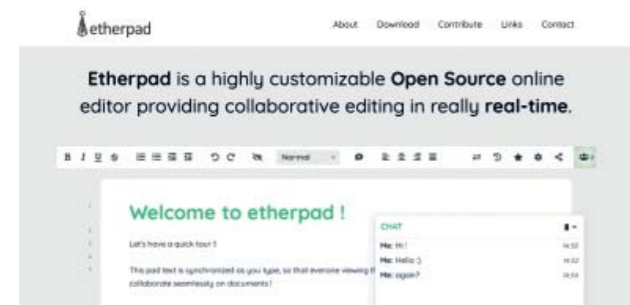 etherpad
About Download Contribute Links Contact
Etherpad is a highly customizable Open Source online
editor providing collaborative editing in really real-time.
B I U S Normal
Welcome to etherpad !
Let's have a quick tour !
This pad text is synchronized as you type, so that everyone viewing t
collaborate seamlessly on documents !
CHAT
Me: Hi !
Me: Hello :)
Me: again?